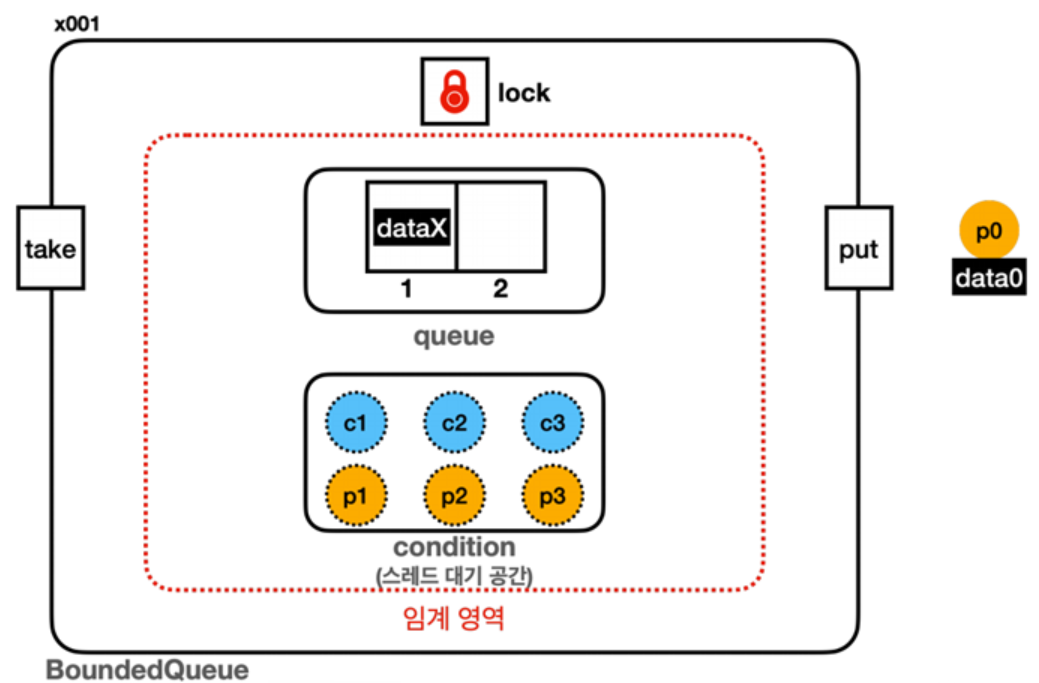 x001
lock
take
dataX
1 2
queue
put
p0
data0
c1 c2 c3
p1 p2 p3
condition
(스레드 대기 공간)
임계 영역
BoundedQueue